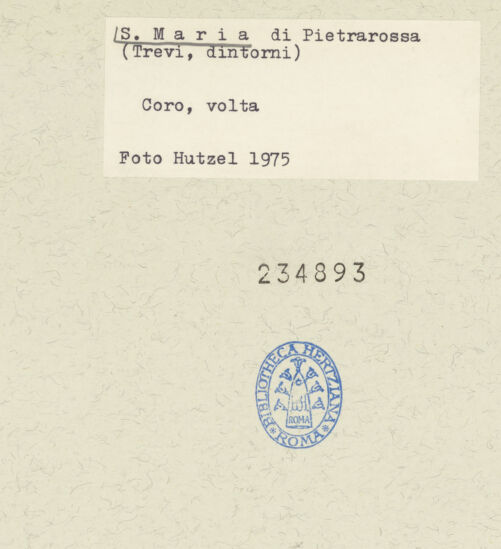 S. M a r i a di Pietrarossa
(Trevi, dintorni)
Coro, volta
Foto Hutzel 1975
234893
BIBLIOTHECA HERTZIANA
ROMA
* ROMA *